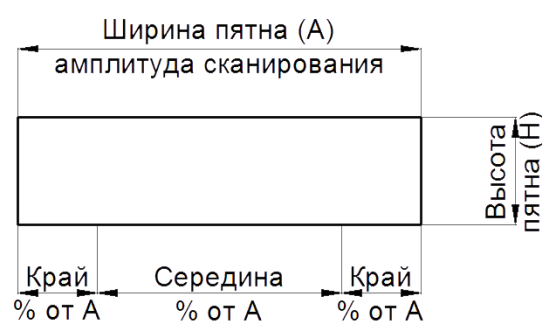 Ширина пятна (А)
амплитуда сканирования
Высота
пятна (Н)
Край
% от А
Середина
% от А
Край
% от А